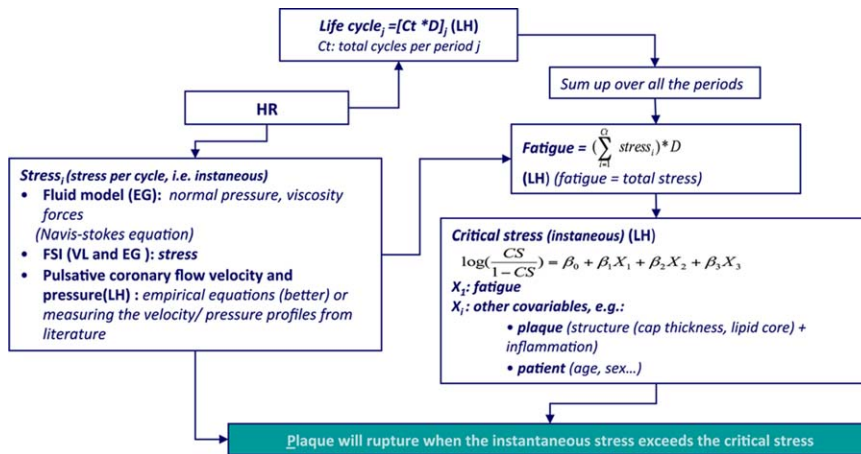 Life cycle j =[Ct *D] j (LH)
Ct: total cycles per period j
Sum up over all the periods
HR
Fatigue = (∑ i=1 Ct stress i) * D
(LH) (fatigue = total stress)
Stress i (stress per cycle, i.e. instaneous)
• Fluid model (EG): normal pressure, viscosity
forces
(Navis-stokes equation)
• FSI (VL and EG ): stress
• Pulsative coronary flow velocity and
pressure(LH) : empirical equations (better) or
measuring the velocity/ pressure profiles from
literature
Critical stress (instaneous) (LH)
log(CS/1−CS) = β0 + β1X1 + β2X2 + β3X3
X1: fatigue
Xi: other covariables, e.g.:
• plaque (structure (cap thickness, lipid core) +
inflammation)
• patient (age, sex...)
Plaque will rupture when the instantaneous stress exceeds the critical stress